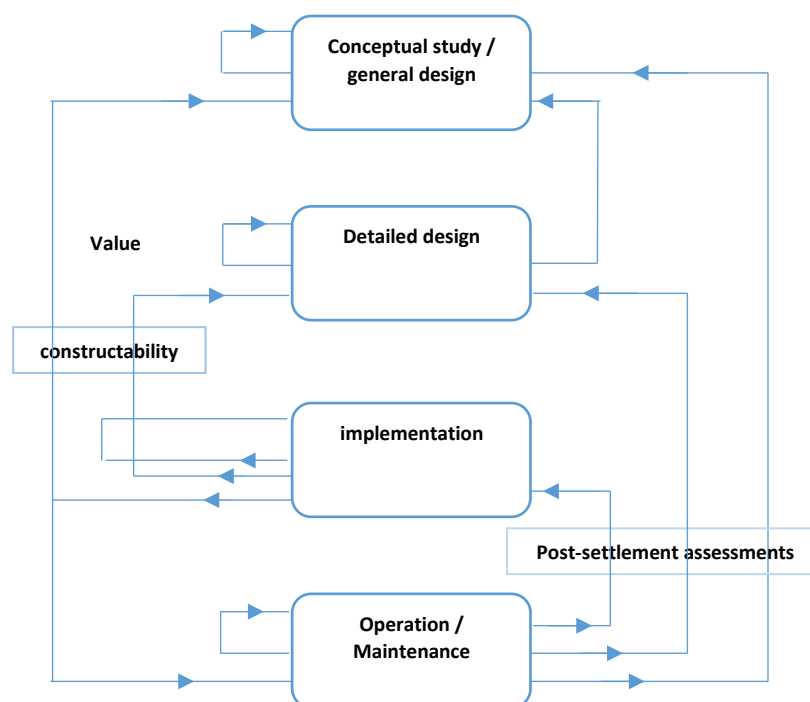 Conceptual study /
general design
Detailed design
Value
constructability
implementation
Post-settlement assessments
Operation /
Maintenance